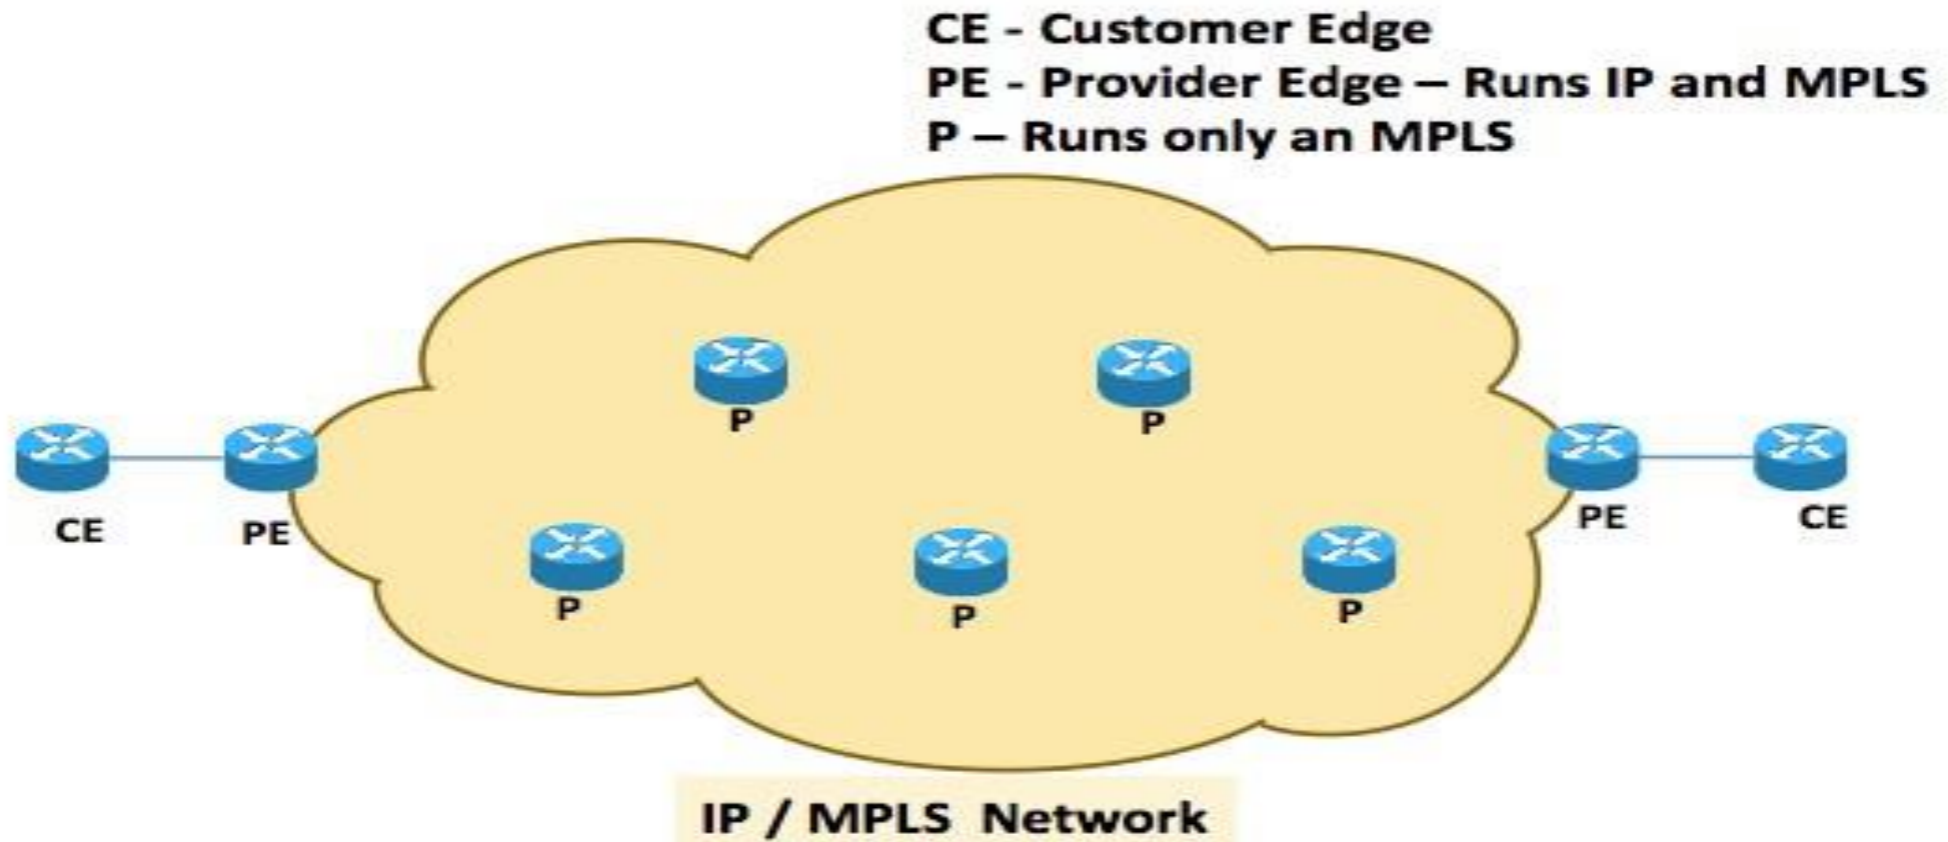 CE - Customer Edge
PE - Provider Edge – Runs IP and MPLS
P – Runs only an MPLS
P
P
CE
PE
PE
CE
P
P
P
IP / MPLS Network